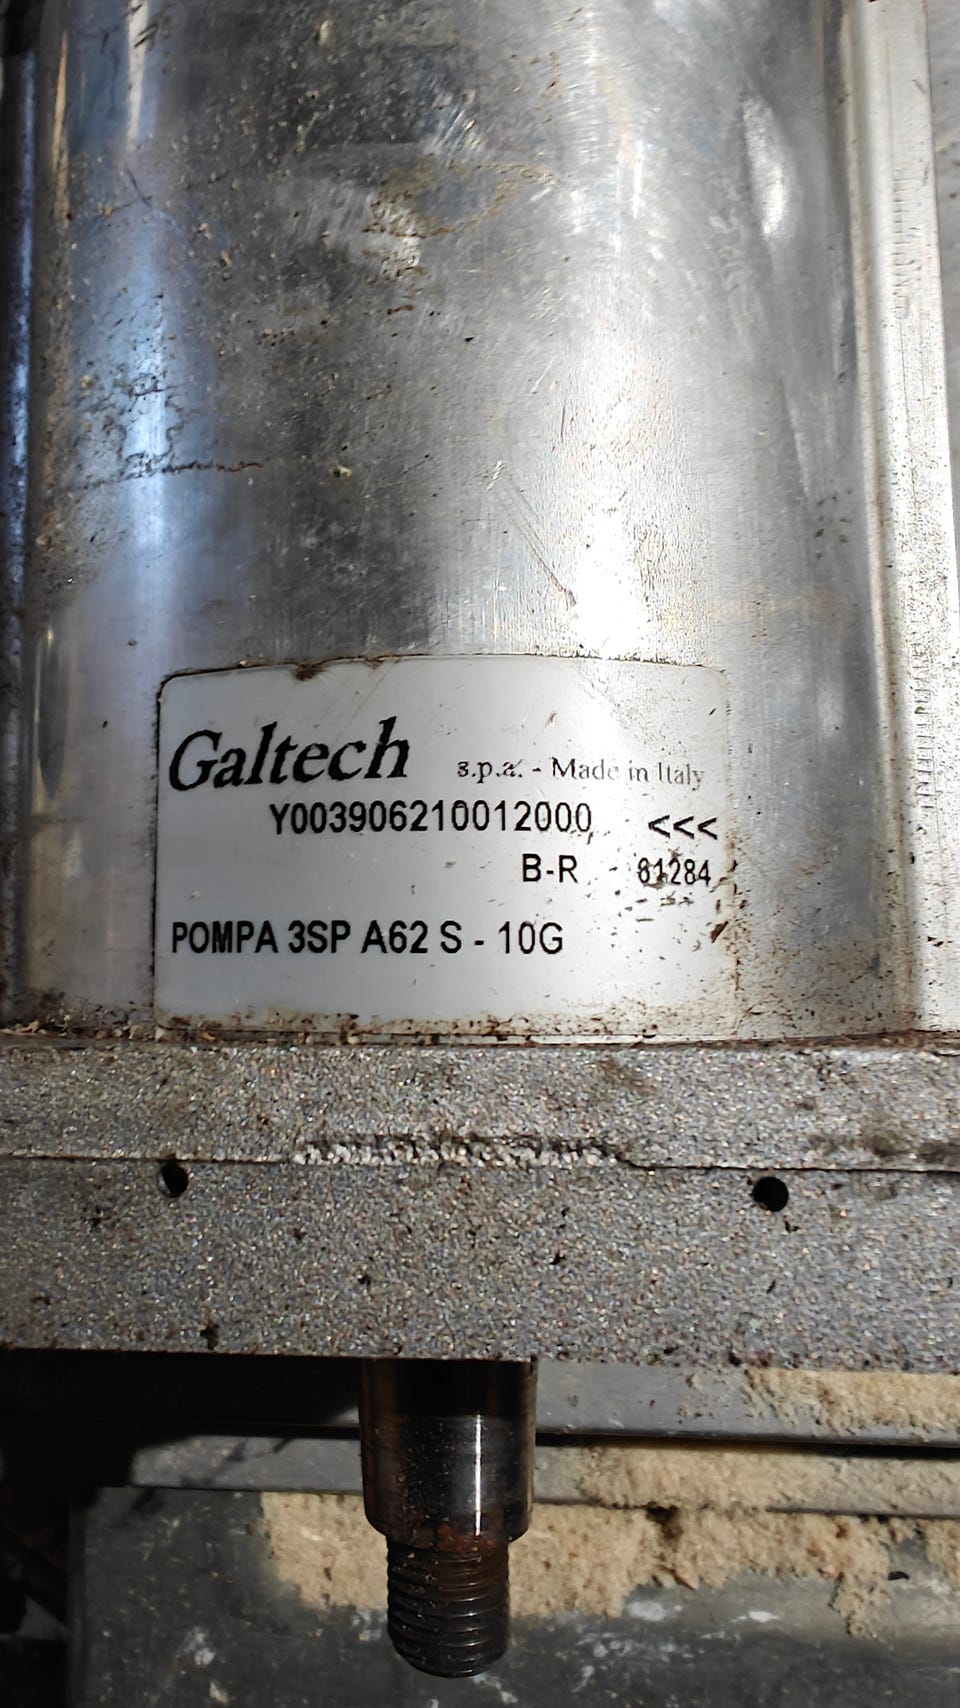 Galtech s.p.a. - Made in Italy
Y003906210012000 <<<
B-R - 81284
POMPA 3SP A62 S - 10G